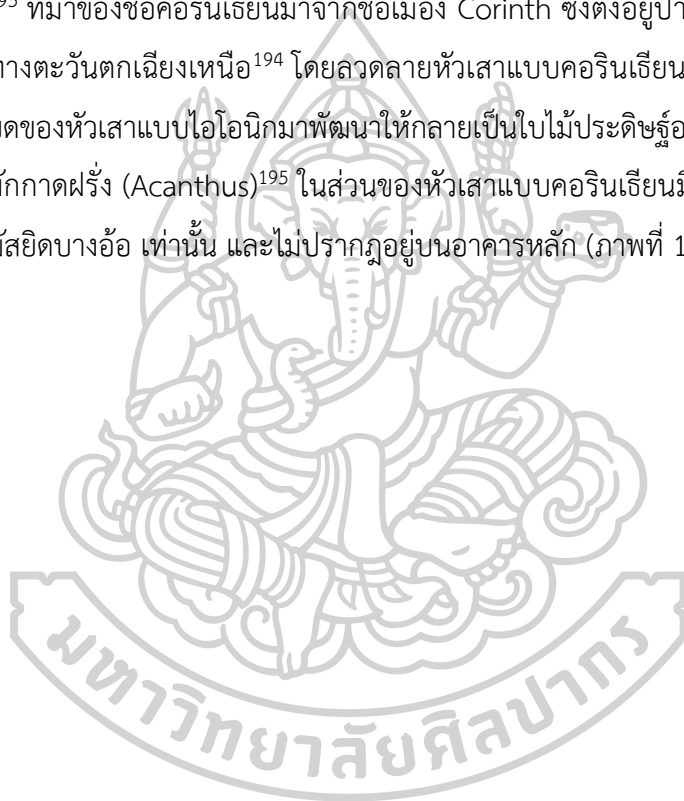 ที่มาของชื่อคอรินเธียนมาจากชื่อเมือง Corinth ซึ่งตั้งอยู่
ทางตะวันตกเฉียงเหนือ¹⁹⁴ โดยลวดลายหัวเสาแบบคอรินเธียน
ของหัวเสาแบบไอโอนิกมาพัฒนาให้กลายเป็นใบไม้ประดิษฐ์
ักกาดฝรั่ง (Acanthus)¹⁹⁵ ในส่วนของหัวเสาแบบคอรินเธียน
ัสยิดบางอ้อ เท่านั้น และไม่ปรากฎอยู่บนอาคารหลัก (ภาพที่ 1
มหาวิทยาลัยศิลปากร